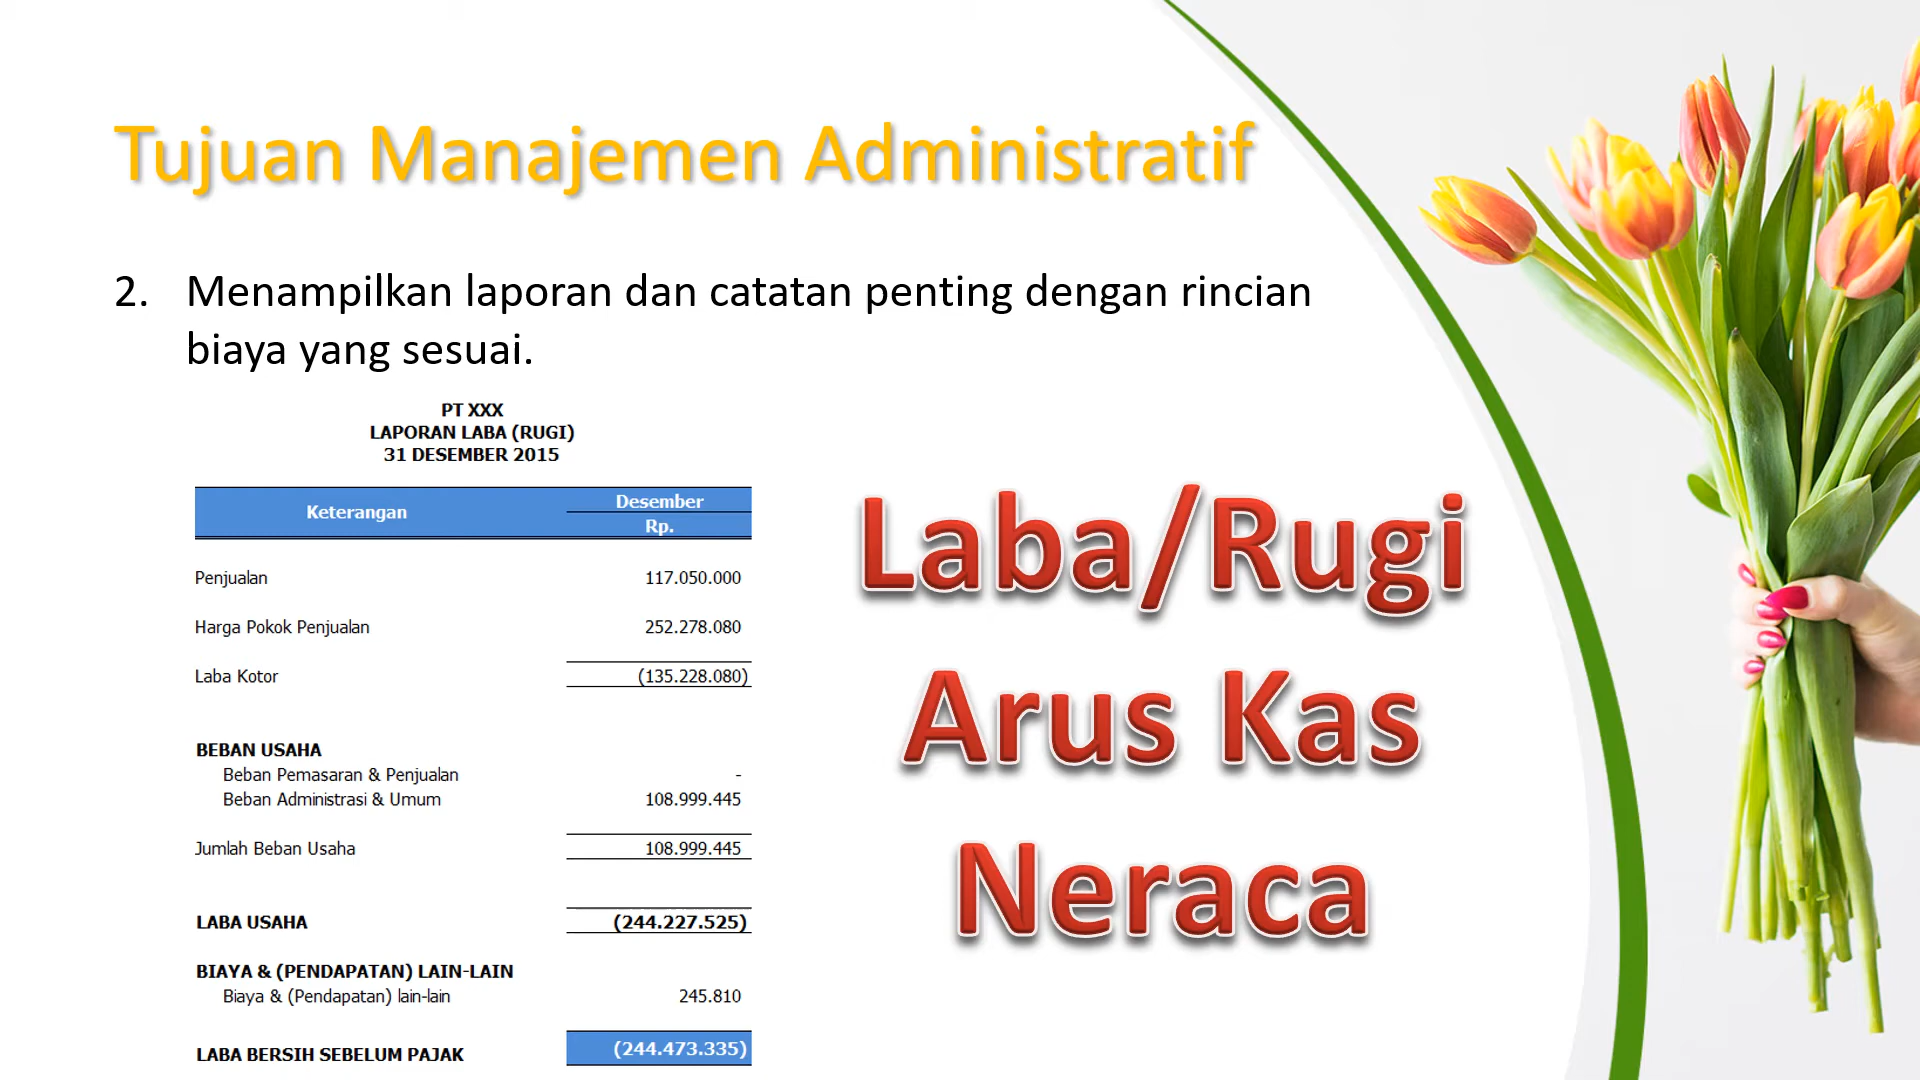 Tujuan Manajemen Administratif
2. Menampilkan laporan dan catatan penting dengan rincian
biaya yang sesuai.
PT XXX
LAPORAN LABA (RUGI)
31 DESEMBER 2015
Keterangan
Desember
Rp.
Penjualan 117.050.000
Harga Pokok Penjualan 252.278.080
Laba Kotor (135.228.080)
BEBAN USAHA
Beban Pemasaran & Penjualan -
Beban Administrasi & Umum 108.999.445
Jumlah Beban Usaha 108.999.445
LABA USAHA (244.227.525)
BIAYA & (PENDAPATAN) LAIN-LAIN
Biaya & (Pendapatan) lain-lain 245.810
LABA BERSIH SEBELUM PAJAK (244.473.335)
Laba/Rugi
Arus Kas
Neraca